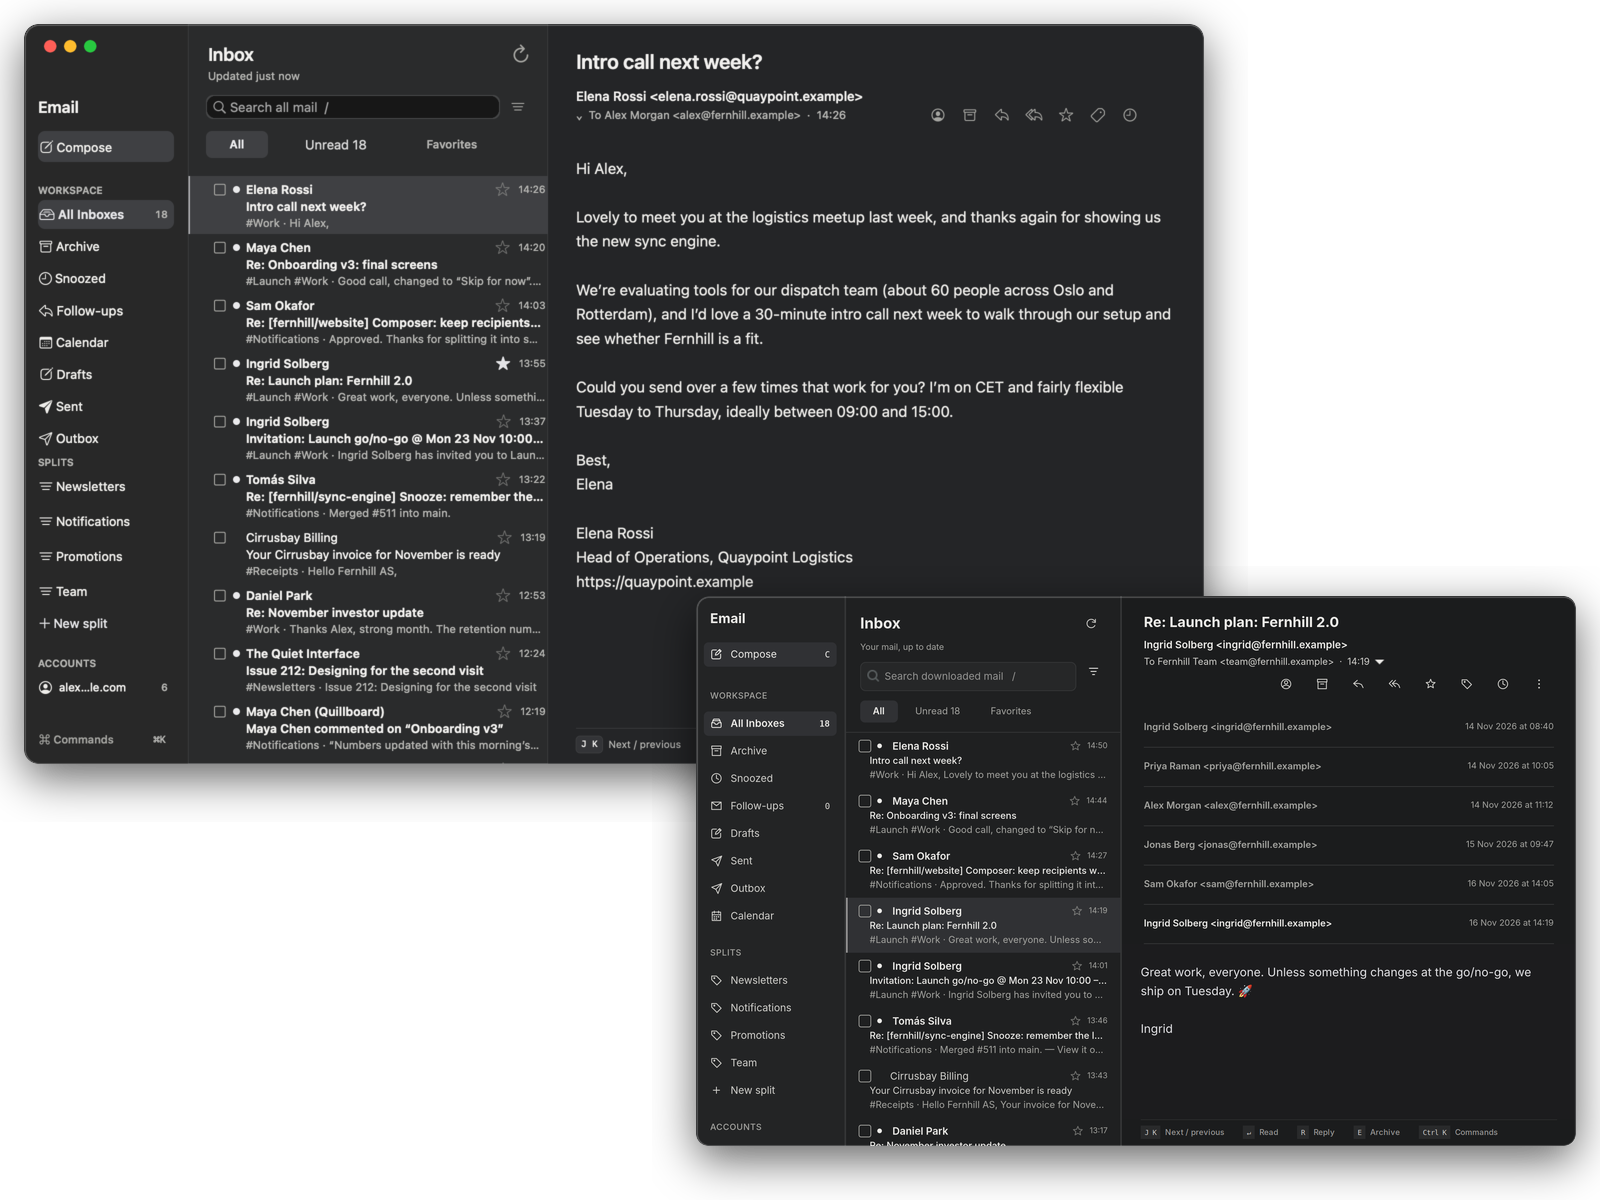 Email
Compose
WORKSPACE
All Inboxes 18
Archive
Snoozed
Follow-ups
Calendar
Drafts
Sent
Outbox
SPLITS
Newsletters
Notifications
Promotions
Team
New split
ACCOUNTS
alex...le.com 6
⌘ Commands ⌘K
Inbox
Updated just now
Search all mail /
All Unread 18 Favorites
Elena Rossi 14:26
Intro call next week?
#Work · Hi Alex,
Maya Chen 14:20
Re: Onboarding v3: final screens
#Launch #Work · Good call, changed to “Skip for now”....
Sam Okafor 14:03
Re: [fernhill/website] Composer: keep recipients...
#Notifications · Approved. Thanks for splitting it into s...
Ingrid Solberg 13:55
Re: Launch plan: Fernhill 2.0
#Launch #Work · Great work, everyone. Unless somethi...
Ingrid Solberg 13:37
Invitation: Launch go/no-go @ Mon 23 Nov 10:00...
#Launch #Work · Ingrid Solberg has invited you to Laun...
Tomás Silva 13:22
Re: [fernhill/sync-engine] Snooze: remember the...
#Notifications · Merged #511 into main.
Cirrusbay Billing 13:19
Your Cirrusbay invoice for November is ready
#Receipts · Hello Fernhill AS,
Daniel Park 12:53
Re: November investor update
#Work · Thanks Alex, strong month. The retention num...
The Quiet Interface 12:24
Issue 212: Designing for the second visit
#Newsletters · Issue 212: Designing for the second visit
Maya Chen (Quillboard) 12:19
Maya Chen commented on “Onboarding v3”
#Notifications · “Numbers updated with this morning’s...
Intro call next week?
Elena Rossi <elena.rossi@quaypoint.example>
To Alex Morgan <alex@fernhill.example> · 14:26
Hi Alex,
Lovely to meet you at the logistics meetup last week, and thanks again for showing us
the new sync engine.
We’re evaluating tools for our dispatch team (about 60 people across Oslo and
Rotterdam), and I’d love a 30-minute intro call next week to walk through our setup and
see whether Fernhill is a fit.
Could you send over a few times that work for you? I’m on CET and fairly flexible
Tuesday to Thursday, ideally between 09:00 and 15:00.
Best,
Elena
Elena Rossi
Head of Operations, Quaypoint Logistics
https://quaypoint.example
J K Next / previous
Email
Compose C
WORKSPACE
All Inboxes 18
Archive
Snoozed
Follow-ups 0
Drafts
Sent
Outbox
Calendar
SPLITS
Newsletters
Notifications
Promotions
Team
New split
ACCOUNTS
Inbox
Your mail, up to date
Search downloaded mail /
All Unread 18 Favorites
Elena Rossi 14:50
Intro call next week?
#Work · Hi Alex, Lovely to meet you at the logistics ...
Maya Chen 14:44
Re: Onboarding v3: final screens
#Launch #Work · Good call, changed to “Skip for n...
Sam Okafor 14:27
Re: [fernhill/website] Composer: keep recipients w...
#Notifications · Approved. Thanks for splitting it int...
Ingrid Solberg 14:19
Re: Launch plan: Fernhill 2.0
#Launch #Work · Great work, everyone. Unless so...
Ingrid Solberg 14:01
Invitation: Launch go/no-go @ Mon 23 Nov 10:00 –...
#Launch #Work · Ingrid Solberg has invited you to ...
Tomás Silva 13:46
Re: [fernhill/sync-engine] Snooze: remember the l...
#Notifications · Merged #511 into main. — View it o...
Cirrusbay Billing 13:43
Your Cirrusbay invoice for November is ready
#Receipts · Hello Fernhill AS, Your invoice for Nove...
Daniel Park 13:17
Re: November investor update
Re: Launch plan: Fernhill 2.0
Ingrid Solberg <ingrid@fernhill.example>
To Fernhill Team <team@fernhill.example> · 14:19
Ingrid Solberg <ingrid@fernhill.example> 14 Nov 2026 at 08:40
Priya Raman <priya@fernhill.example> 14 Nov 2026 at 10:05
Alex Morgan <alex@fernhill.example> 14 Nov 2026 at 11:12
Jonas Berg <jonas@fernhill.example> 15 Nov 2026 at 09:47
Sam Okafor <sam@fernhill.example> 16 Nov 2026 at 14:05
Ingrid Solberg <ingrid@fernhill.example> 16 Nov 2026 at 14:19
Great work, everyone. Unless something changes at the go/no-go, we
ship on Tuesday. 🚀
Ingrid
J K Next / previous ↵ Read R Reply E Archive Ctrl K Commands